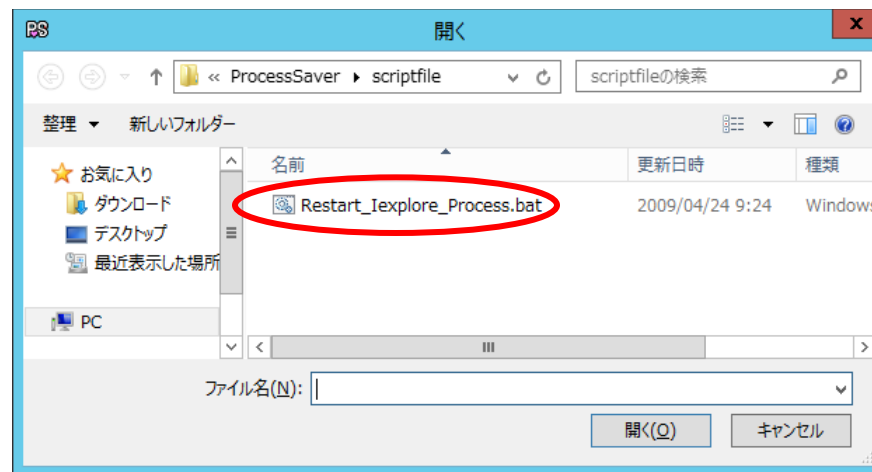 PS 開く x
« ProcessSaver ▸ scriptfile scriptfileの検索
整理 ▼ 新しいフォルダー
お気に入り
ダウンロード
デスクトップ
最近表示した場所
PC
名前 更新日時 種類
Restart_Iexplore_Process.bat 2009/04/24 9:24 Windows
ファイル名(N):
開く(O) キャンセル